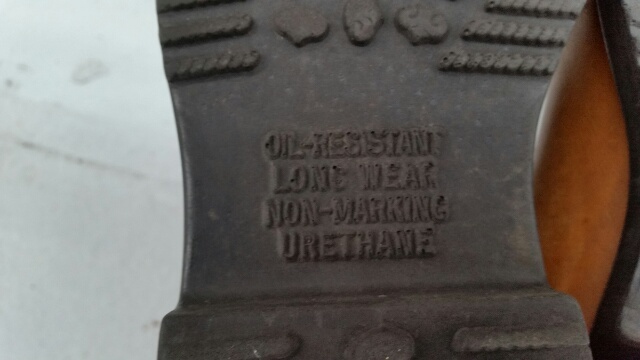 OIL-RESISTANT
LONG WEAR
NON-MARKING
URETHANE